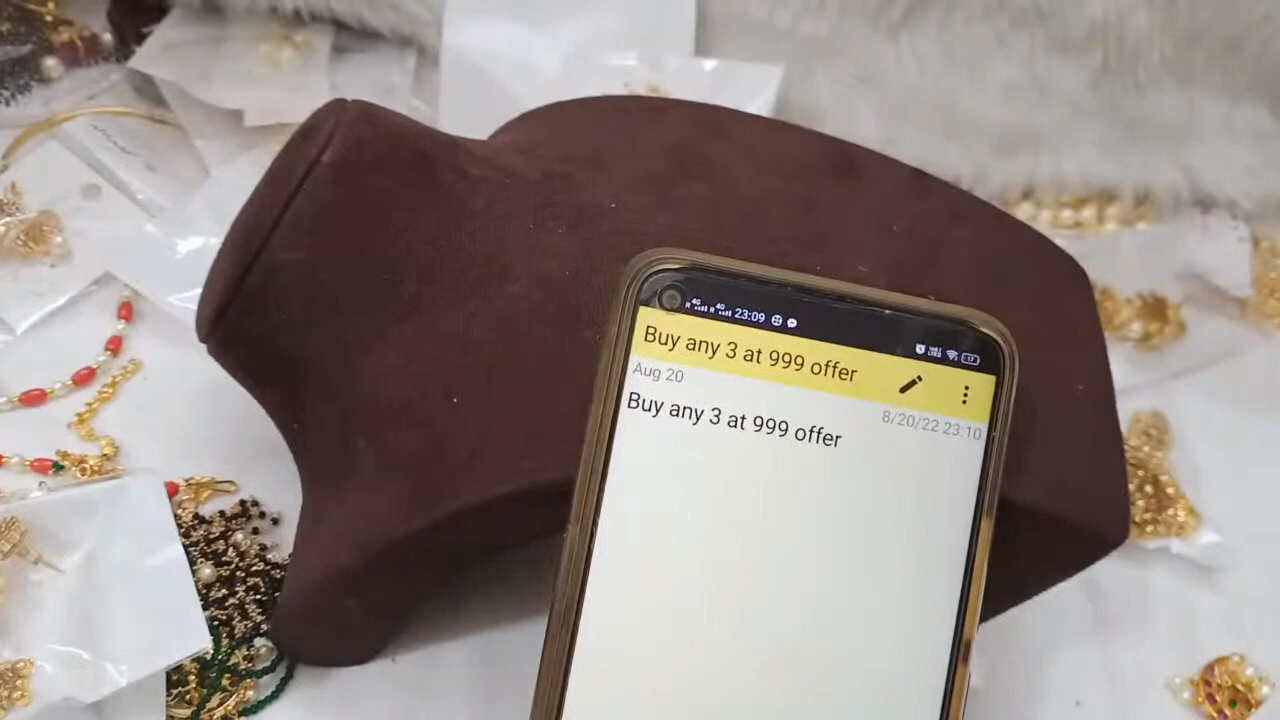 23:09
Buy any 3 at 999 offer
Aug 20
8/20/22 23:10
Buy any 3 at 999 offer